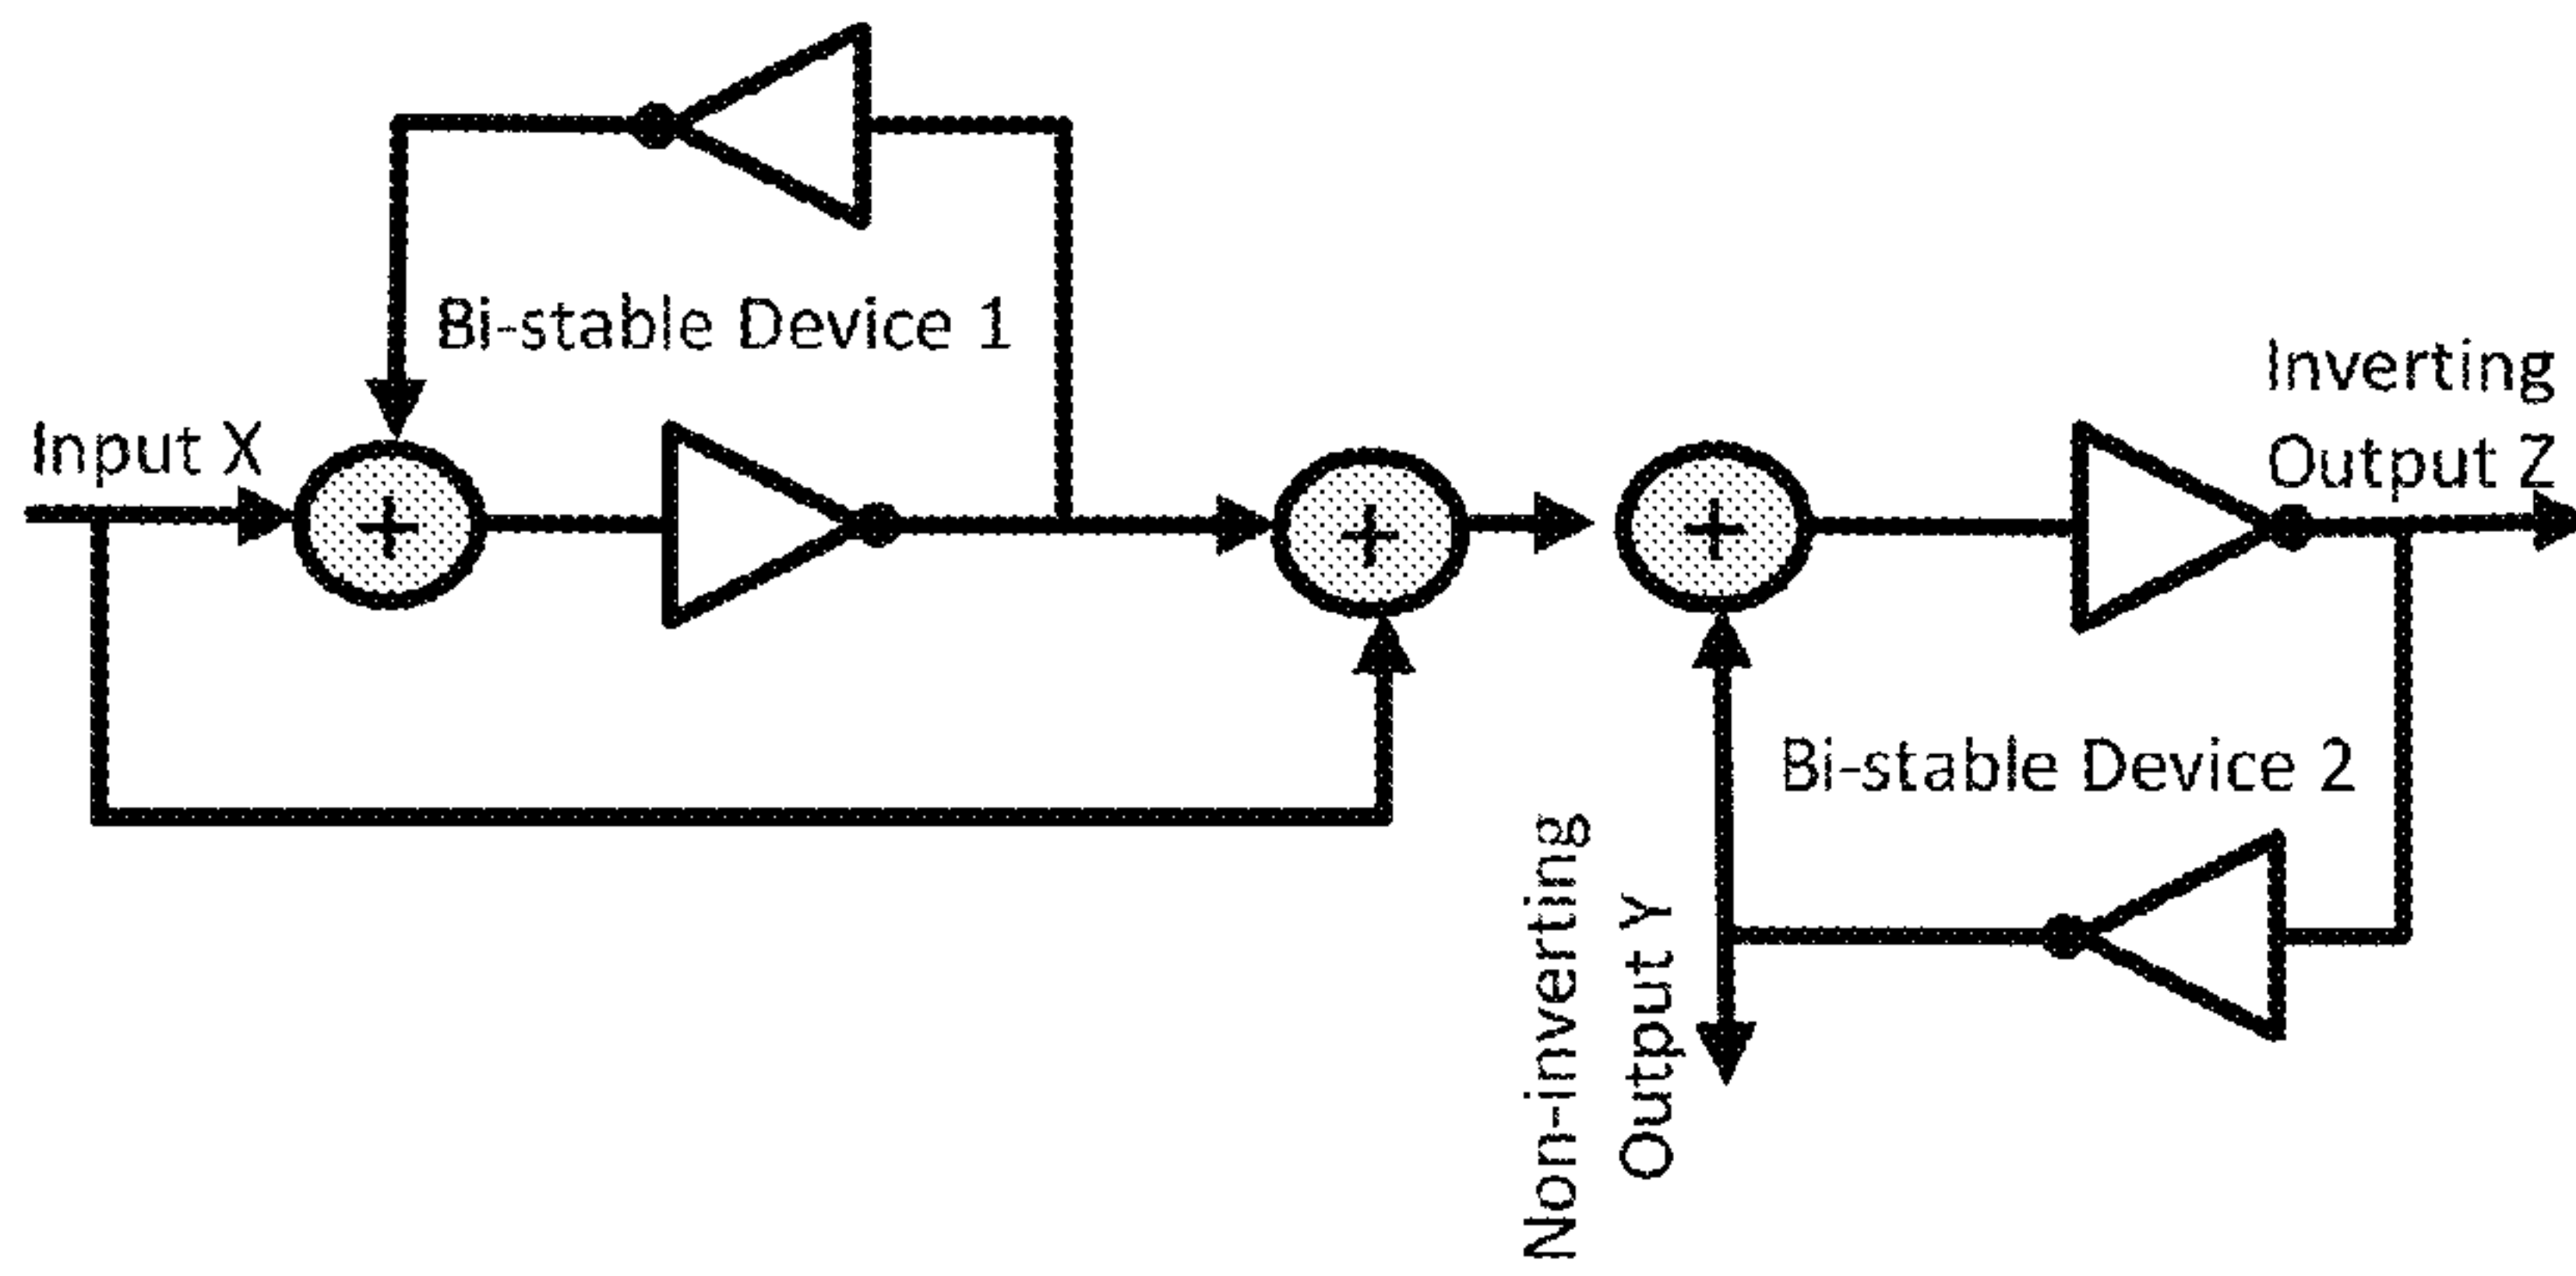 Bi-stable Device 1
Input X
+
+
+
Inverting
Output Z
Bi-stable Device 2
Non-inverting
Output Y